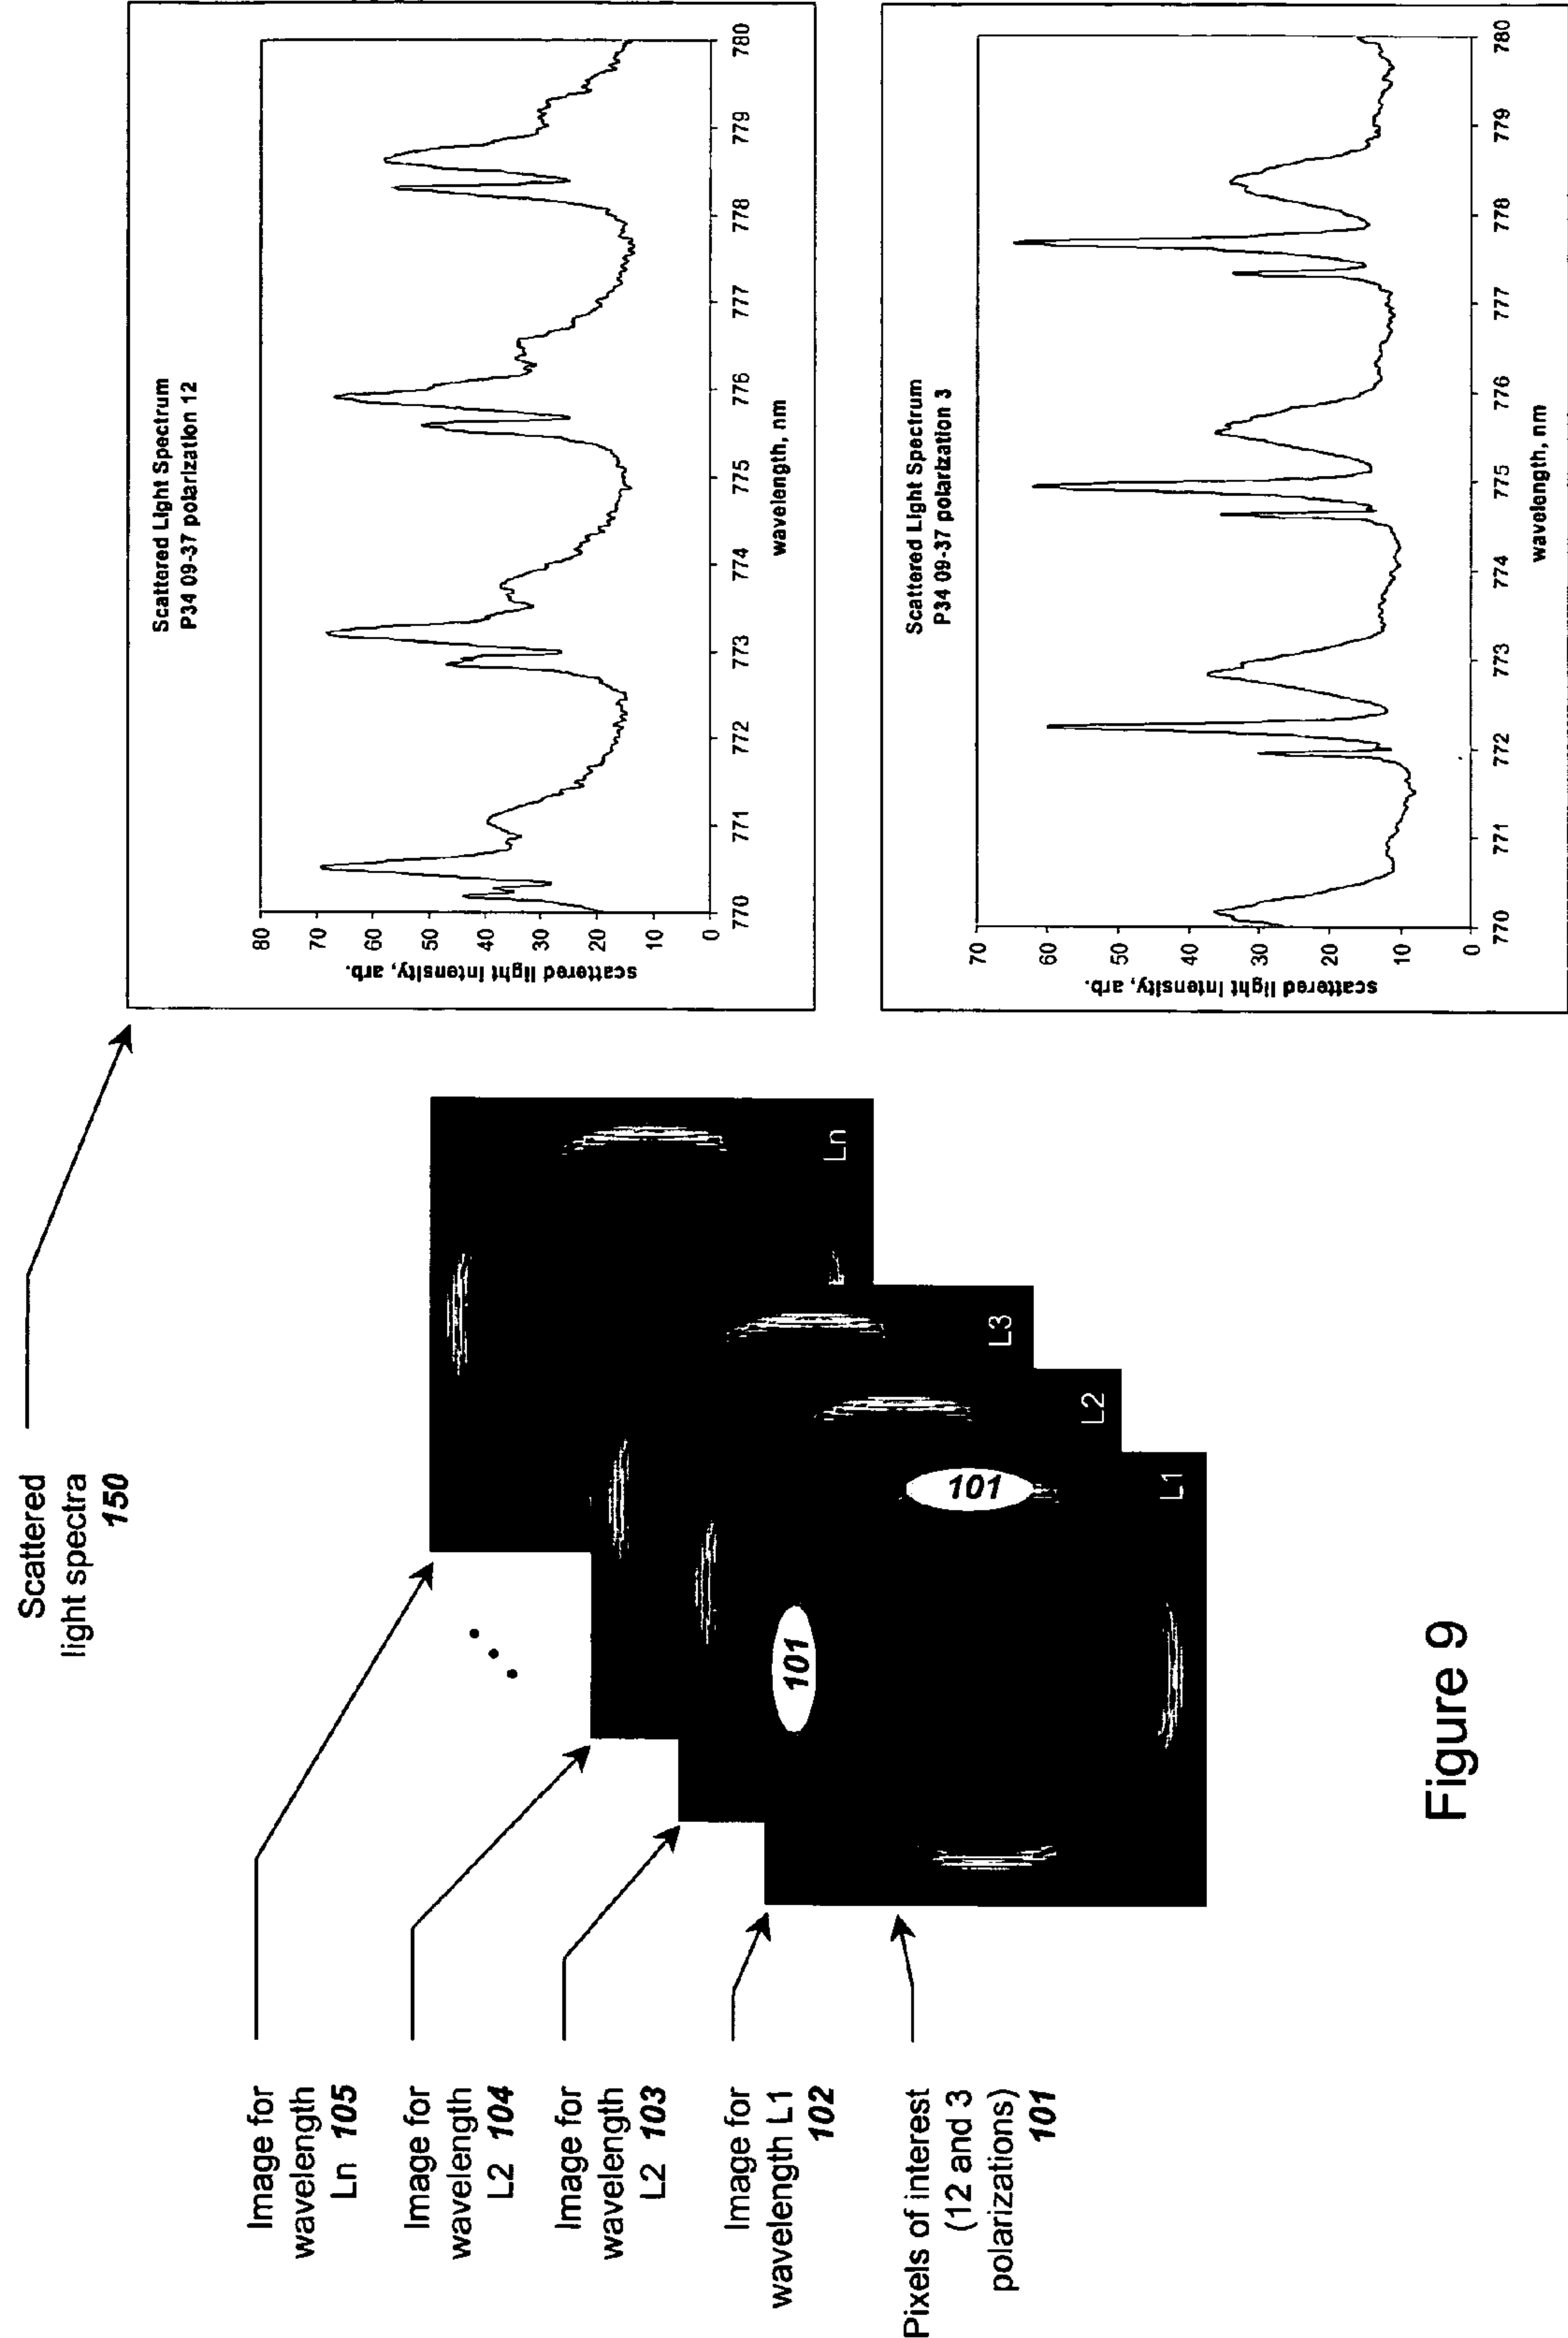 Scattered
light spectra
150
Image for
wavelength
Ln 105
Image for
wavelength
L2 104
Image for
wavelength
L2 103
Image for
wavelength L1
102
Pixels of interest
(12 and 3
polarizations)
101
101
101
L1
L2
L3
Ln
Scattered Light Spectrum
P34 09-37 polarization 12
scattered light intensity, arb.
80
70
60
50
40
30
20
10
0
770 771 772 773 774 775 776 777 778 779 780
wavelength, nm
Scattered Light Spectrum
P34 09-37 polarization 3
scattered light intensity, arb.
70
60
50
40
30
20
10
0
770 771 772 773 774 775 776 777 778 779 780
wavelength, nm
Figure 9